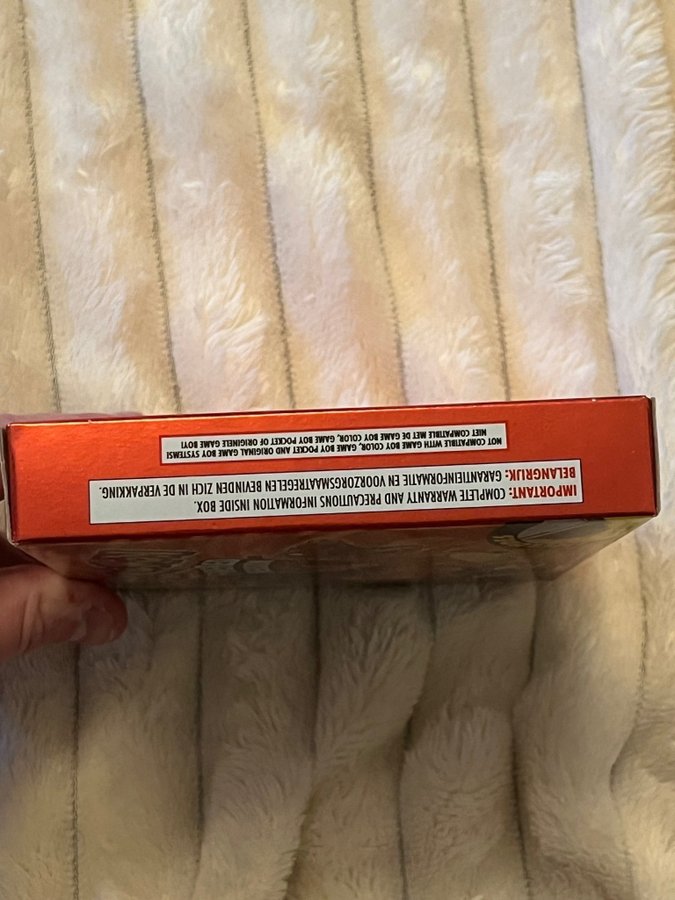 IMPORTANT: COMPLETE WARRANTY AND PRECAUTIONS INFORMATION INSIDE BOX.
BELANGRIJK: GARANTIEINFORMATIE EN VOORZORGSMAATREGELEN BEVINDEN ZICH IN DE VERPAKKING.
NOT COMPATIBLE WITH GAME BOY COLOR, GAME BOY POCKET AND ORIGINAL GAME BOY SYSTEMS!
NIET COMPATIBLE MET DE GAME BOY COLOR, GAME BOY POCKET OF ORIGINELE GAME BOY!